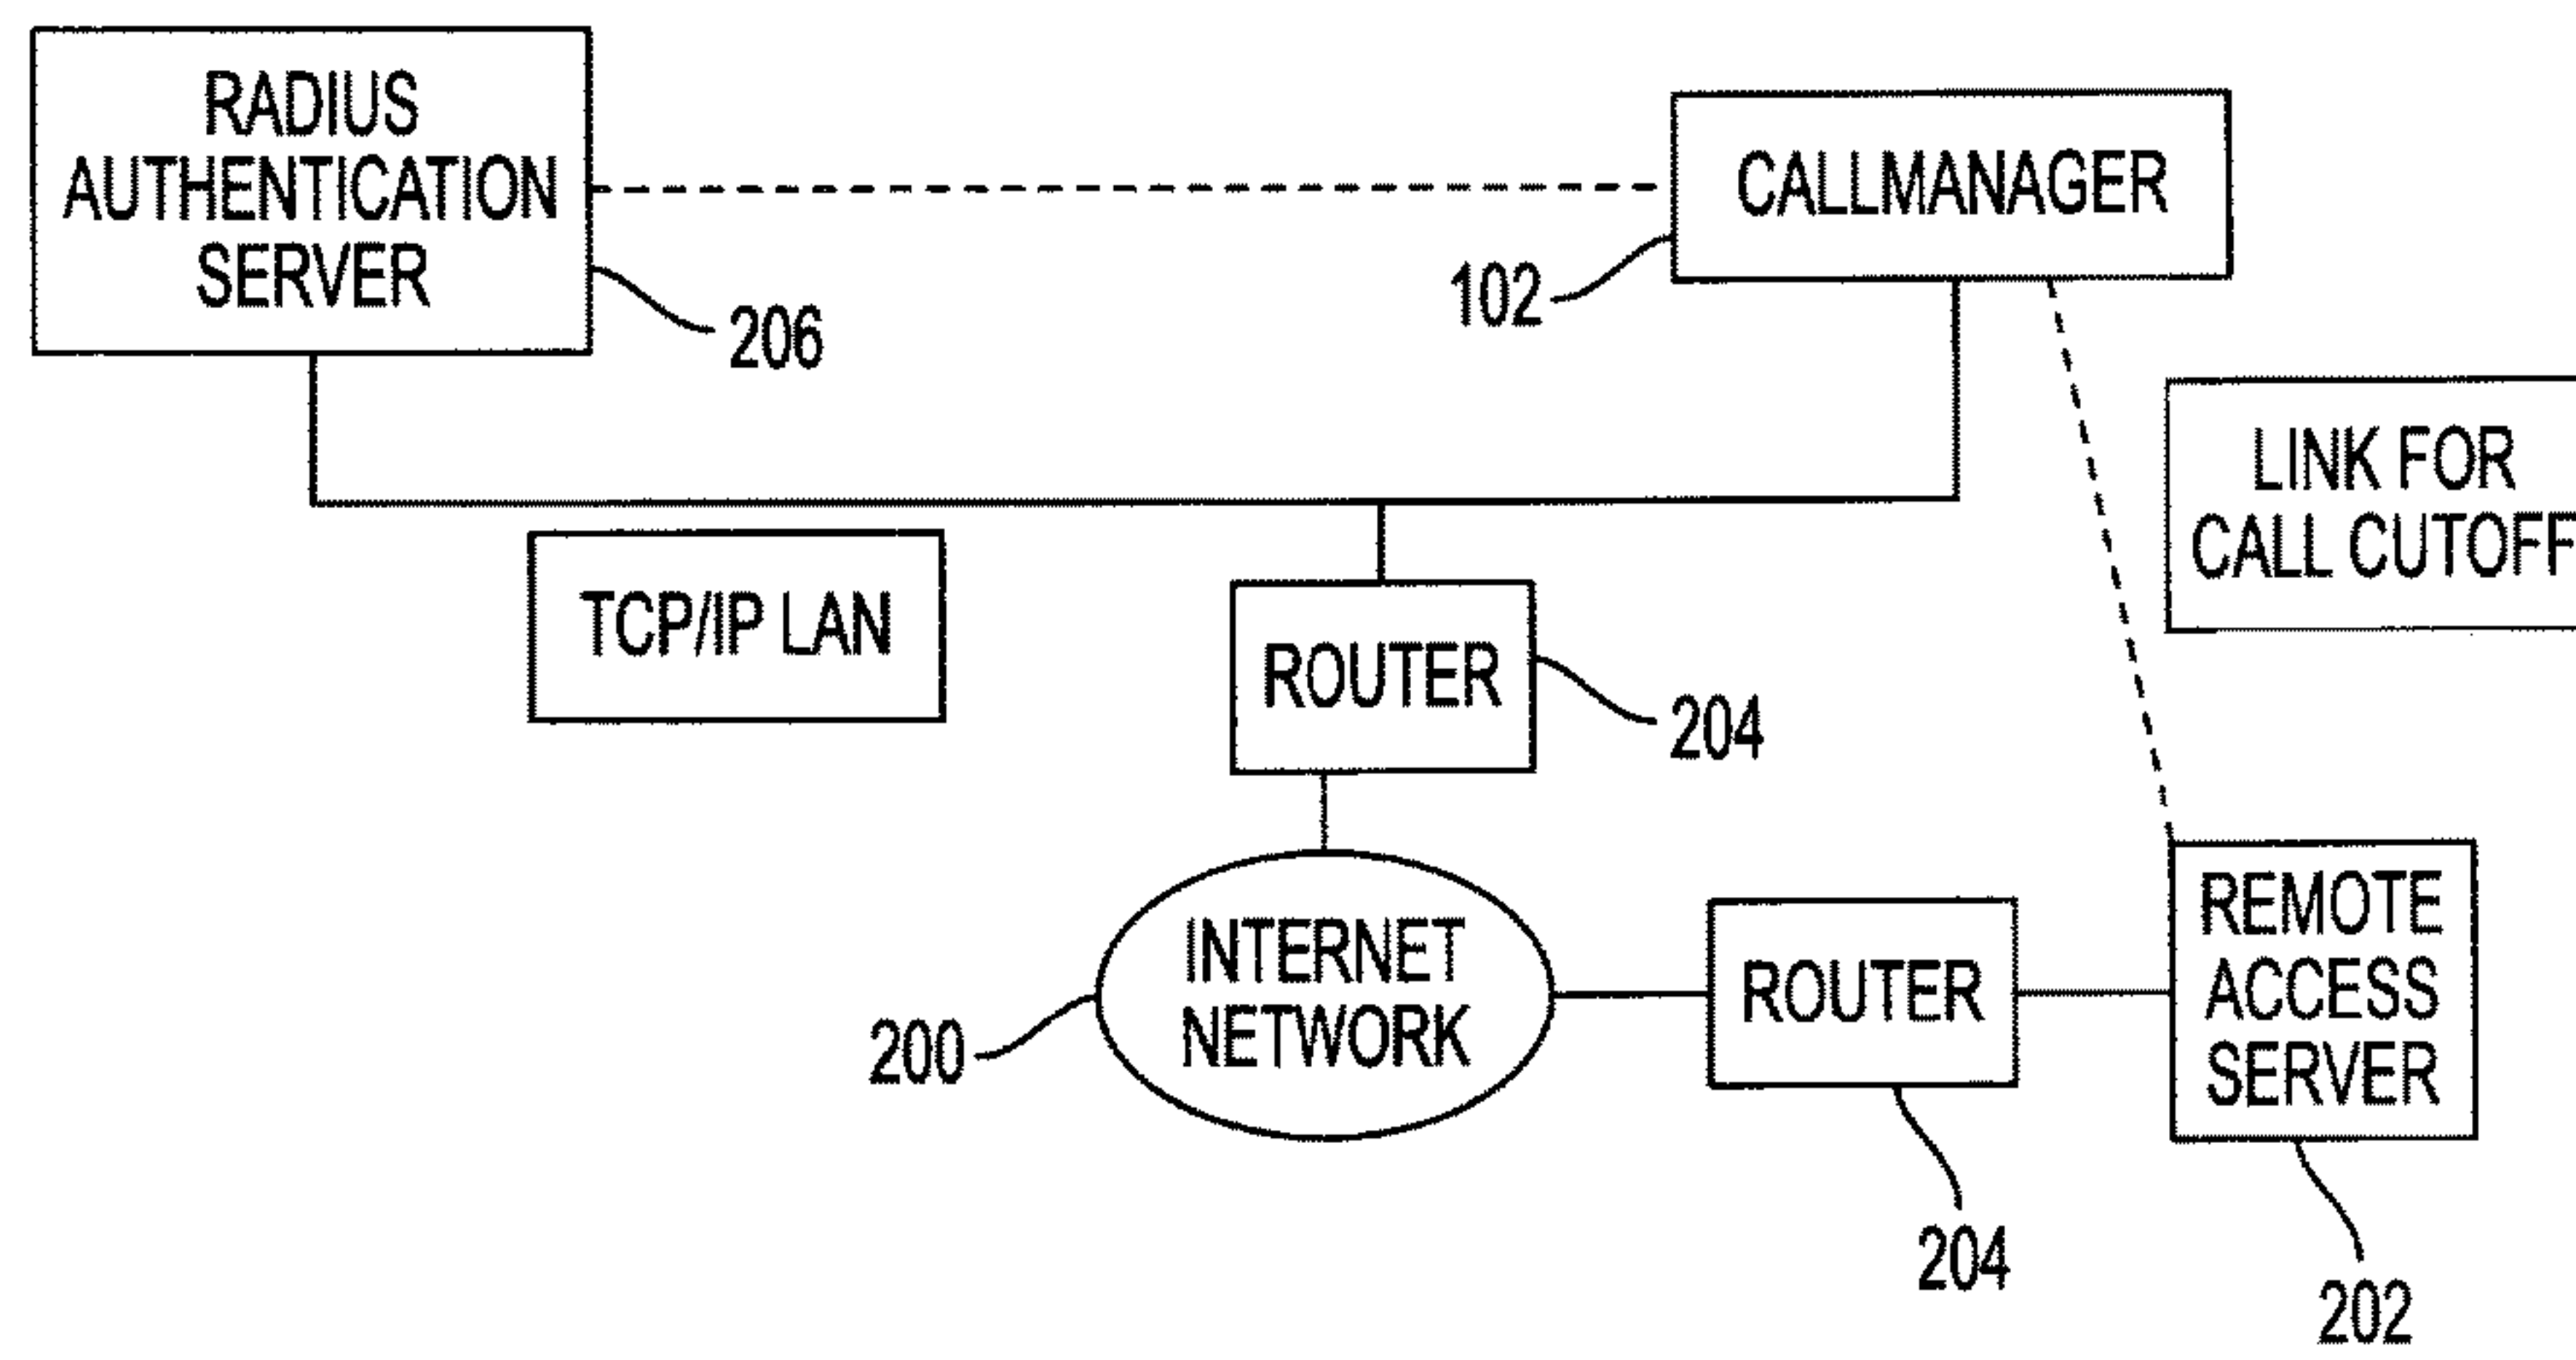 RADIUS
AUTHENTICATION
SERVER
206
CALLMANAGER
102
LINK FOR
CALL CUTOFF
TCP/IP LAN
ROUTER
204
INTERNET
NETWORK
200
ROUTER
204
REMOTE
ACCESS
SERVER
202